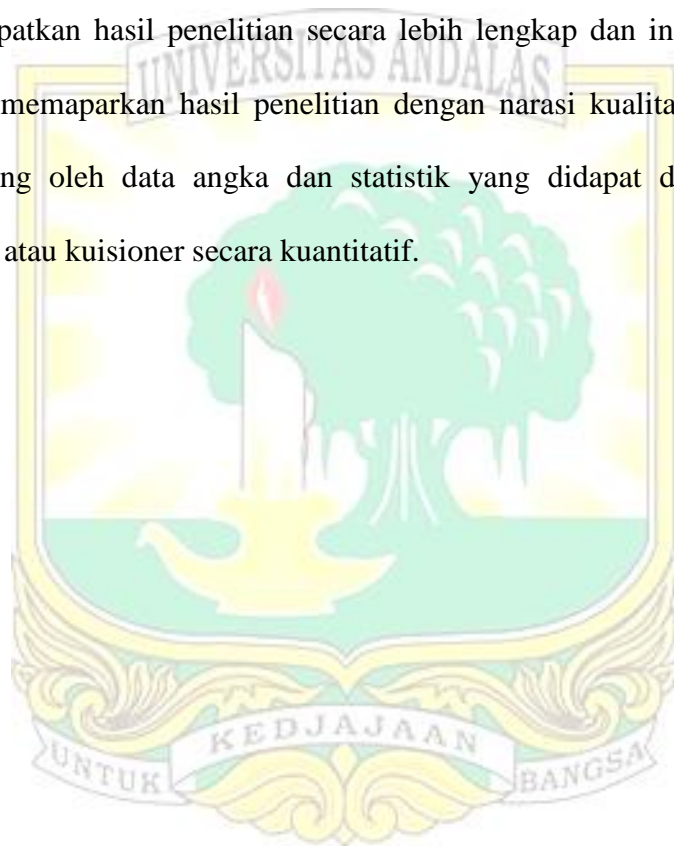 patkan hasil penelitian secara lebih lengkap dan in
UNIVERSITAS ANDALAS
memaparkan hasil penelitian dengan narasi kualita
ng oleh data angka dan statistik yang didapat d
atau kuisioner secara kuantitatif.
UNTUK KEDJAJAAN BANGSA